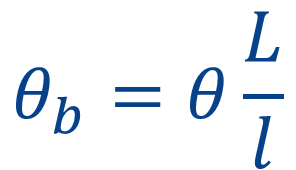 θ_b = θ L/l